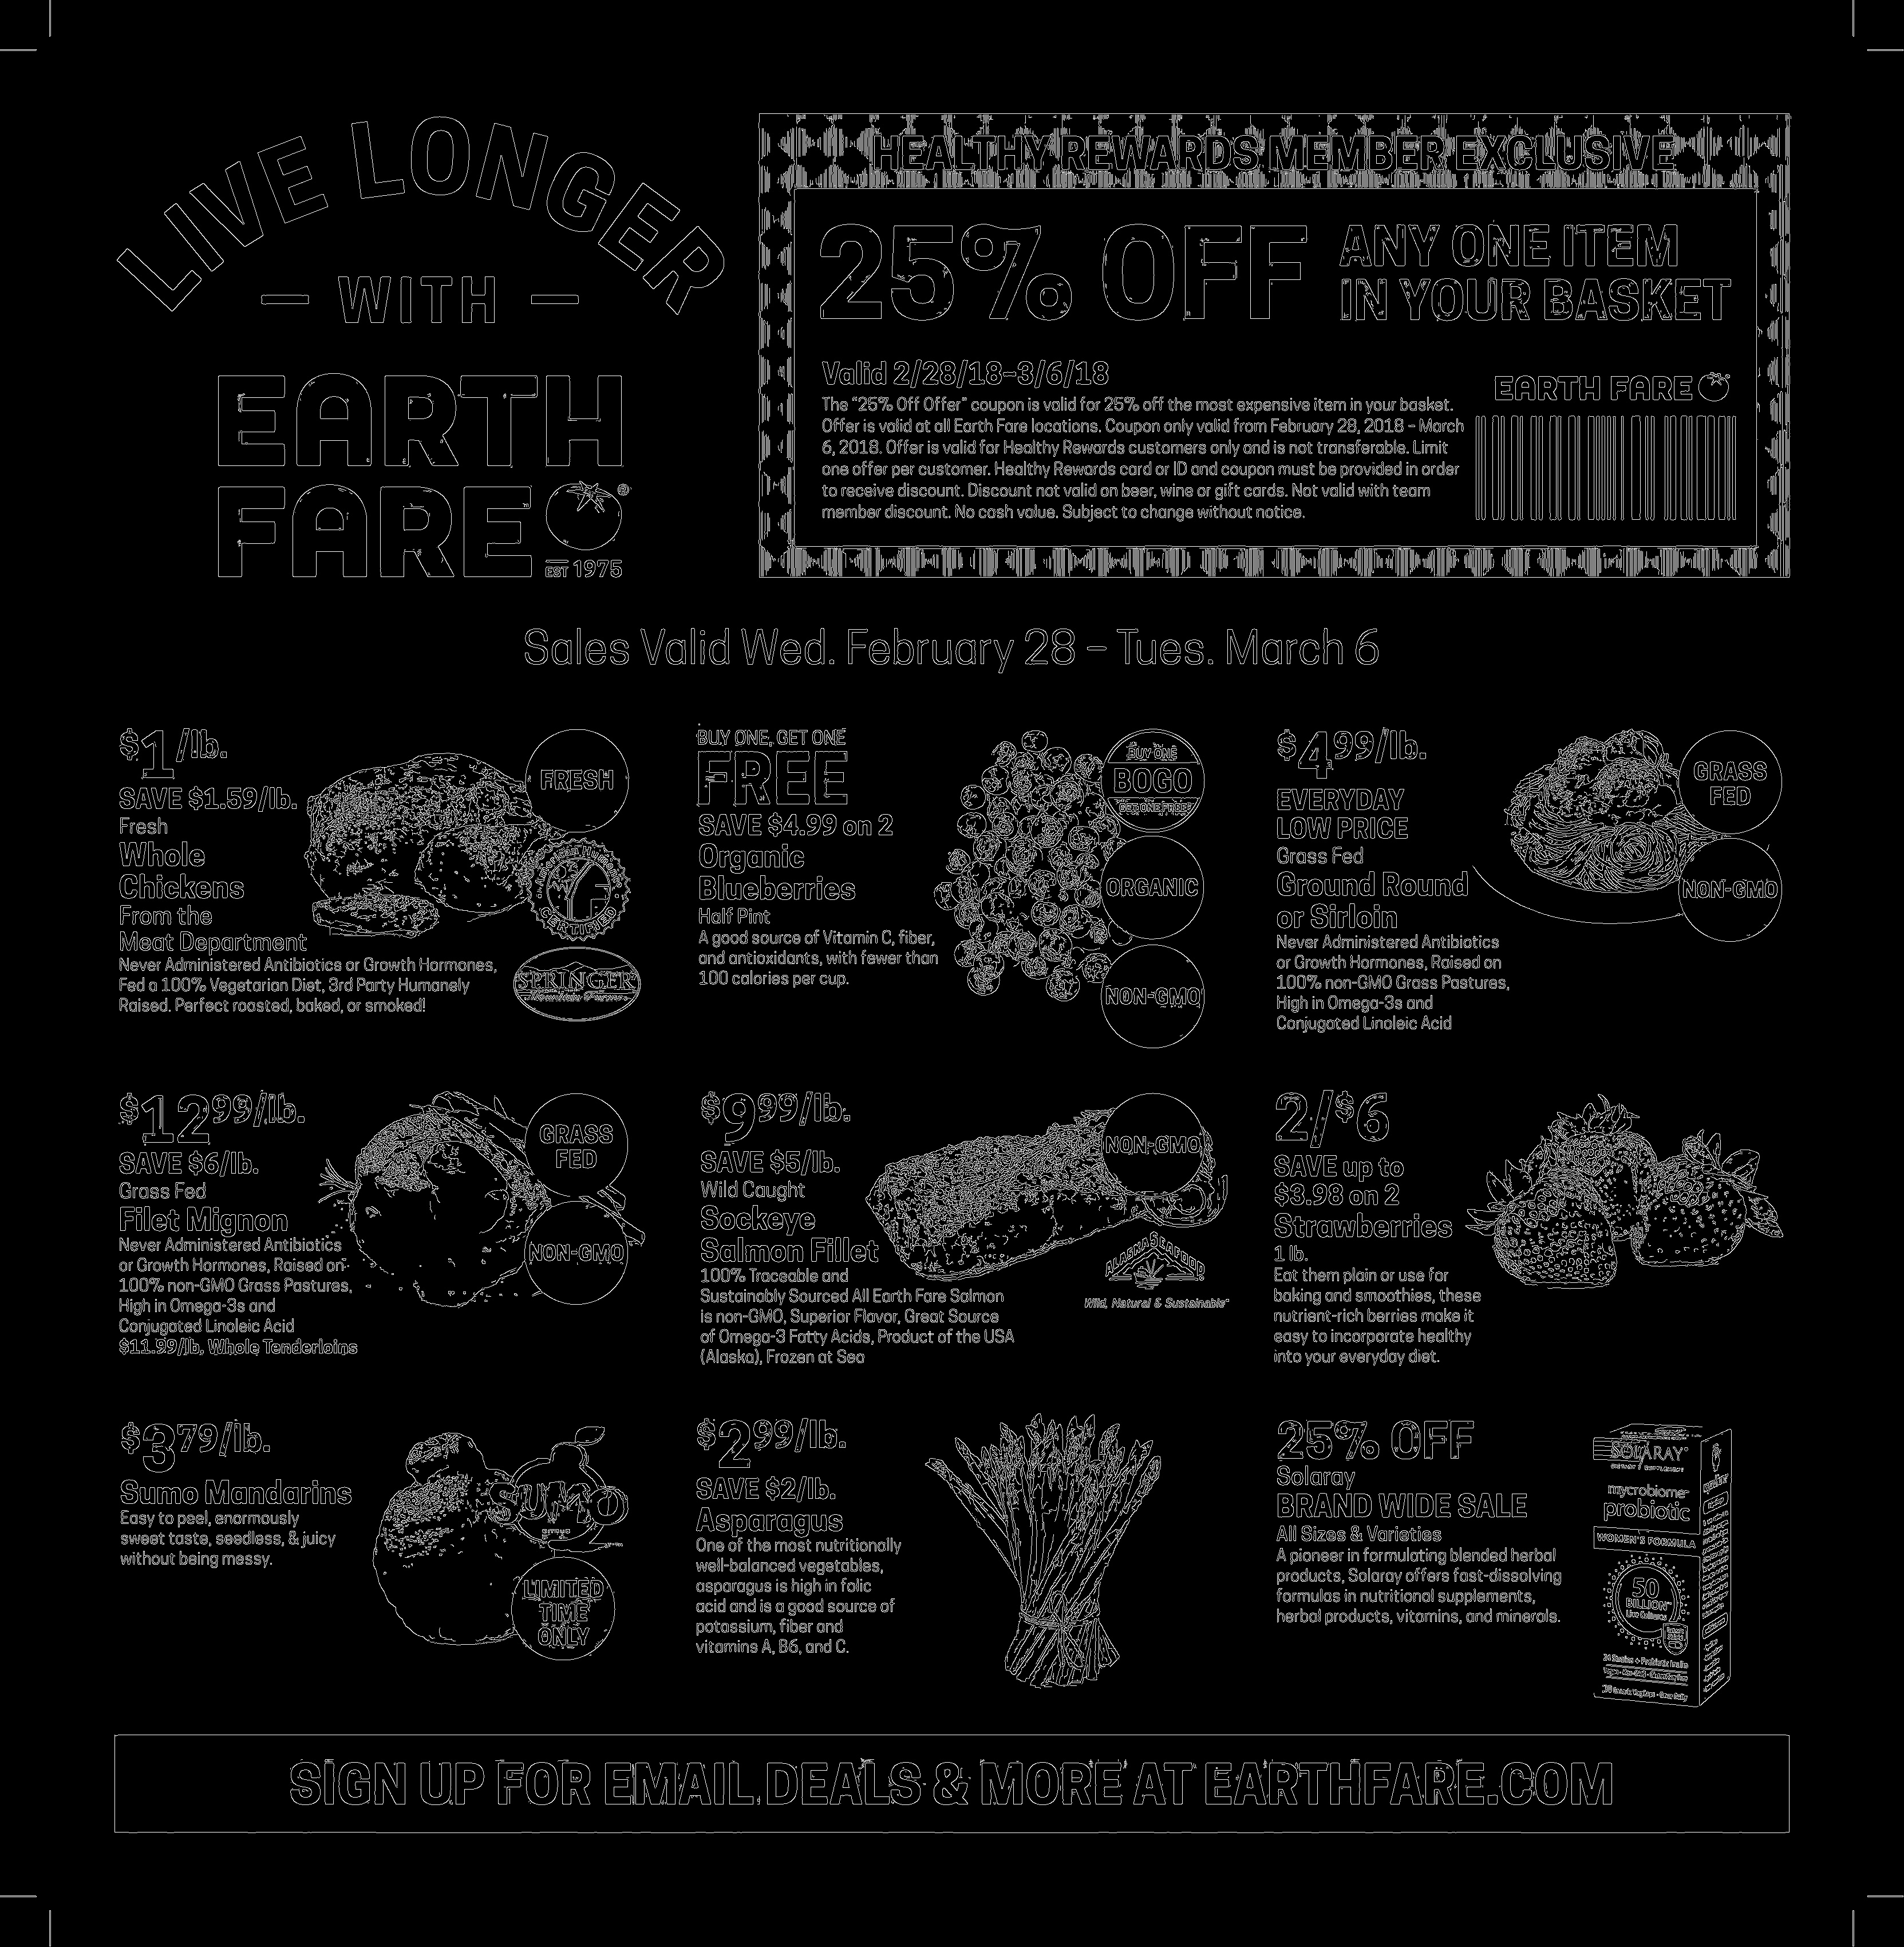 LIVE LONGER
— WITH —
EARTH
FARE®
EST 1975
HEALTHY REWARDS MEMBER EXCLUSIVE
25% OFF ANY ONE ITEM
IN YOUR BASKET
Valid 2/28/18–3/6/18
The “25% Off Offer” coupon is valid for 25% off the most expensive item in your basket.
Offer is valid at all Earth Fare locations. Coupon only valid from February 28, 2018 – March
6, 2018. Offer is valid for Healthy Rewards customers only and is not transferable. Limit
one offer per customer. Healthy Rewards card or ID and coupon must be provided in order
to receive discount. Discount not valid on beer, wine or gift cards. Not valid with team
member discount. No cash value. Subject to change without notice.
EARTH FARE
Sales Valid Wed. February 28 – Tues. March 6
$1/lb.
SAVE $1.59/lb.
Fresh
Whole
Chickens
From the
Meat Department
Never Administered Antibiotics or Growth Hormones,
Fed a 100% Vegetarian Diet, 3rd Party Humanely
Raised. Perfect roasted, baked, or smoked!
FRESH
American Humane
CERTIFIED
SPRINGER
Mountain Farms
BUY ONE, GET ONE
FREE
SAVE $4.99 on 2
Organic
Blueberries
Half Pint
A good source of Vitamin C, fiber,
and antioxidants, with fewer than
100 calories per cup.
BUY ONE
BOGO
GET ONE FREE
ORGANIC
NON-GMO
$4 99/lb.
EVERYDAY
LOW PRICE
Grass Fed
Ground Round
or Sirloin
Never Administered Antibiotics
or Growth Hormones, Raised on
100% non-GMO Grass Pastures,
High in Omega-3s and
Conjugated Linoleic Acid
GRASS
FED
NON-GMO
$12 99/lb.
SAVE $6/lb.
Grass Fed
Filet Mignon
Never Administered Antibiotics
or Growth Hormones, Raised on
100% non-GMO Grass Pastures,
High in Omega-3s and
Conjugated Linoleic Acid
$11.99/lb, Whole Tenderloins
GRASS
FED
NON-GMO
$9 99/lb.
SAVE $5/lb.
Wild Caught
Sockeye
Salmon Fillet
100% Traceable and
Sustainably Sourced All Earth Fare Salmon
is non-GMO, Superior Flavor, Great Source
of Omega-3 Fatty Acids, Product of the USA
(Alaska), Frozen at Sea
NON-GMO
ALASKA SEAFOOD
Wild, Natural & Sustainable
2/$6
SAVE up to
$3.98 on 2
Strawberries
1 lb.
Eat them plain or use for
baking and smoothies, these
nutrient-rich berries make it
easy to incorporate healthy
into your everyday diet.
$3 79/lb.
Sumo Mandarins
Easy to peel, enormously
sweet taste, seedless, & juicy
without being messy.
SUMO
CITRUS
LIMITED
TIME
ONLY
$2 99/lb.
SAVE $2/lb.
Asparagus
One of the most nutritionally
well-balanced vegetables,
asparagus is high in folic
acid and is a good source of
potassium, fiber and
vitamins A, B6, and C.
25% OFF
Solaray
BRAND WIDE SALE
All Sizes & Varieties
A pioneer in formulating blended herbal
products, Solaray offers fast-dissolving
formulas in nutritional supplements,
herbal products, vitamins, and minerals.
SOLARAY
mycrobiome
probiotic
WOMEN'S FORMULA
50
BILLION
Live Cultures
SIGN UP FOR EMAIL DEALS & MORE AT EARTHFARE.COM